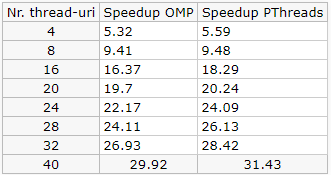 Nr. thread-uri Speedup OMP Speedup PThreads
4 5.32 5.59
8 9.41 9.48
16 16.37 18.29
20 19.7 20.24
24 22.17 24.09
28 24.11 26.13
32 26.93 28.42
40 29.92 31.43